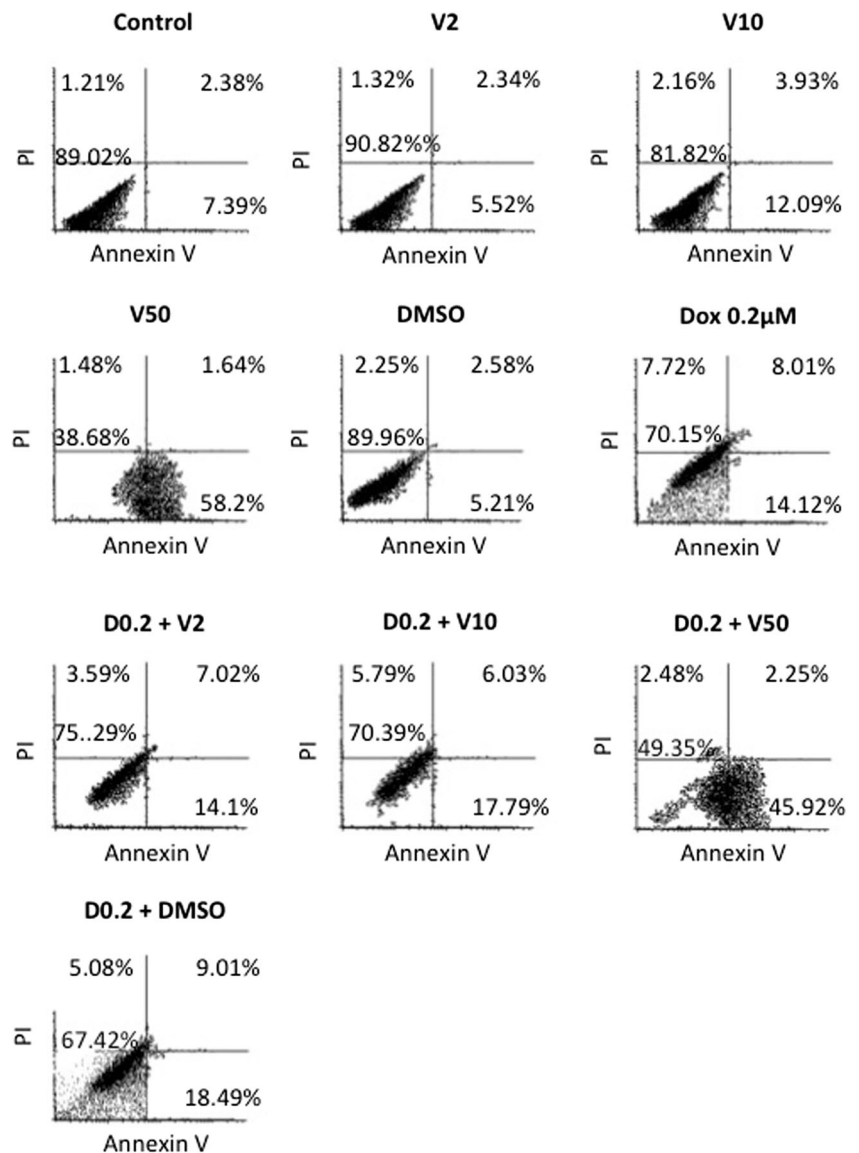 Control
1.21% 2.38%
89.02%
PI
7.39%
Annexin V
V2
1.32% 2.34%
90.82%%
PI
5.52%
Annexin V
V10
2.16% 3.93%
81.82%
PI
12.09%
Annexin V
V50
1.48% 1.64%
38.68%
PI
58.2%
Annexin V
DMSO
2.25% 2.58%
89.96%
PI
5.21%
Annexin V
Dox 0.2µM
7.72% 8.01%
70.15%
PI
14.12%
Annexin V
D0.2 + V2
3.59% 7.02%
75..29%
PI
14.1%
Annexin V
D0.2 + V10
5.79% 6.03%
70.39%
PI
17.79%
Annexin V
D0.2 + V50
2.48% 2.25%
49.35%
PI
45.92%
Annexin V
D0.2 + DMSO
5.08% 9.01%
67.42%
PI
18.49%
Annexin V